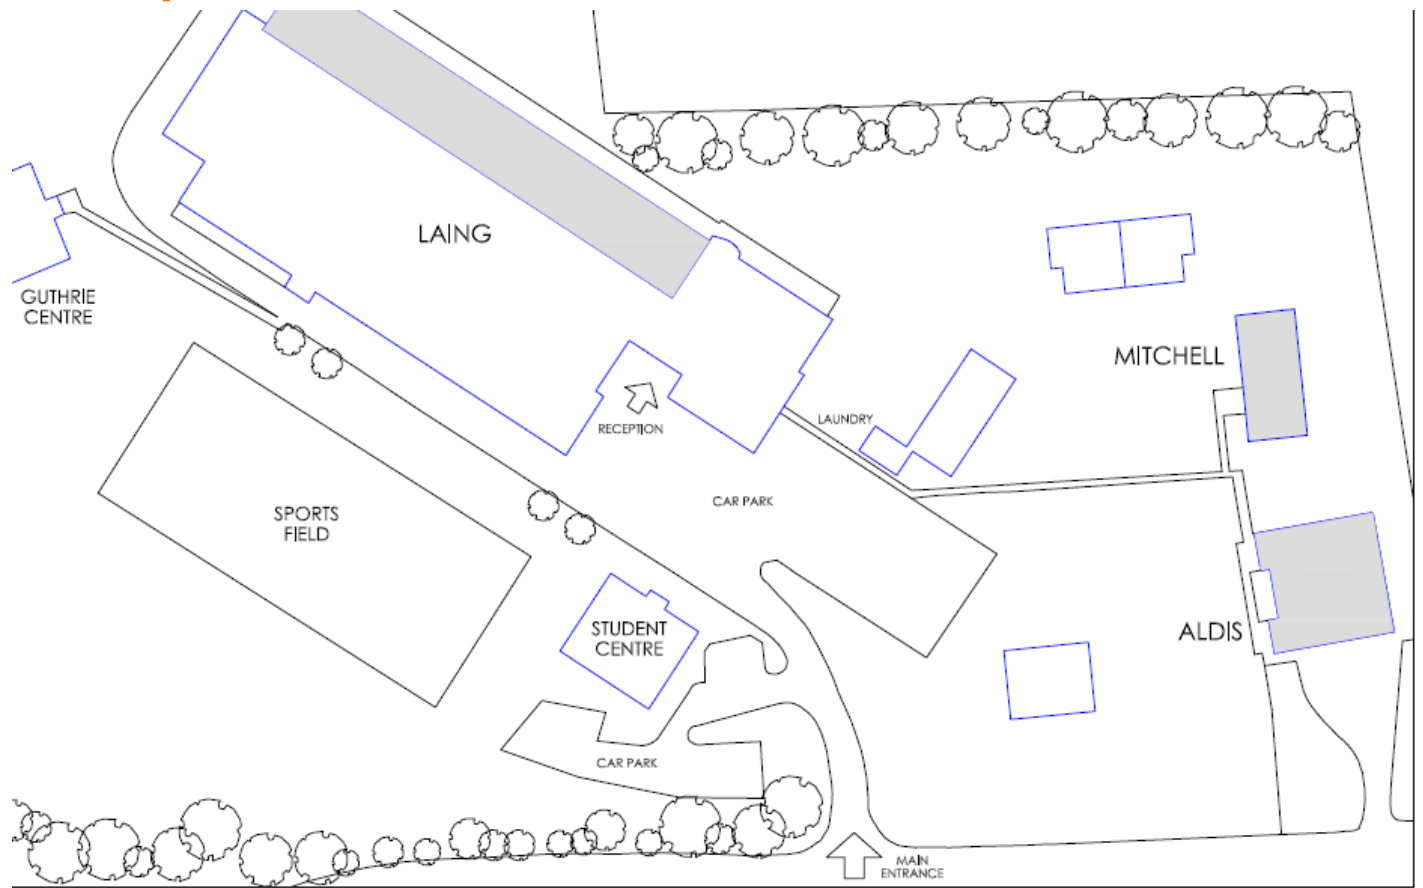 LAING
GUTHRIE
CENTRE
MITCHELL
LAUNDRY
RECEPTION
CAR PARK
SPORTS
FIELD
STUDENT
CENTRE
ALDIS
CAR PARK
MAIN
ENTRANCE